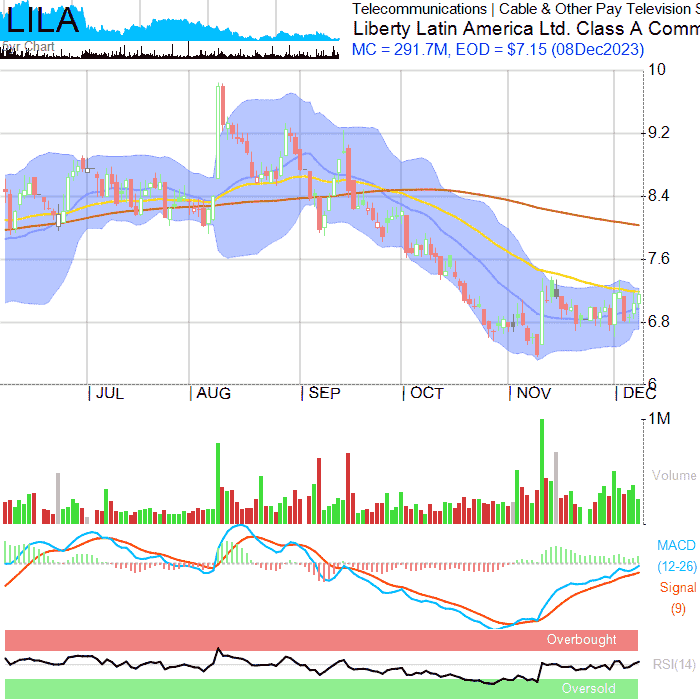 LILA
Telecommunications | Cable & Other Pay Television S
Liberty Latin America Ltd. Class A Comm
MC = 291.7M, EOD = $7.15 (08Dec2023)
5yr Chart
10
9.2
8.4
7.6
6.8
6
JUL AUG SEP OCT NOV DEC
1M
Volume
MACD
(12-26)
Signal
(9)
Overbought
RSI(14)
Oversold